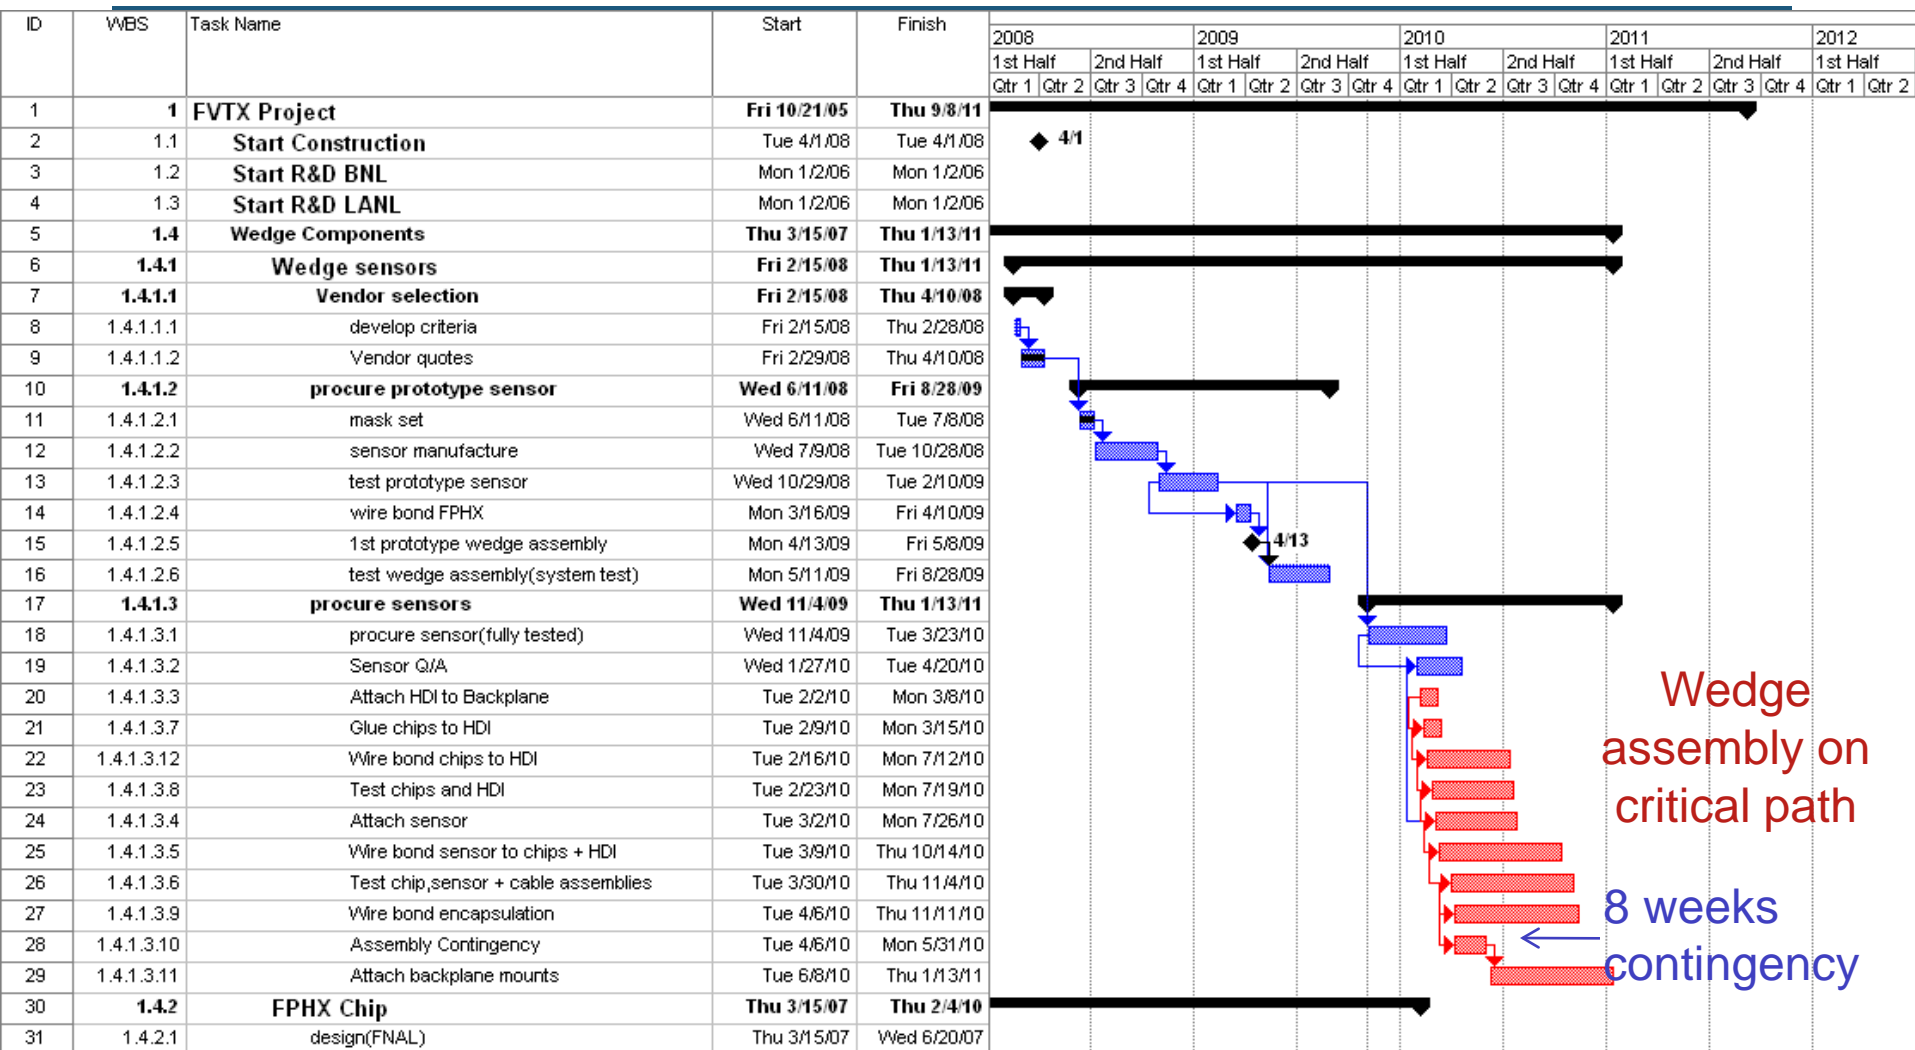 ID WBS Task Name Start Finish
2008 2009 2010 2011 2012
1st Half 2nd Half 1st Half 2nd Half 1st Half 2nd Half 1st Half 2nd Half 1st Half
Qtr 1 Qtr 2 Qtr 3 Qtr 4 Qtr 1 Qtr 2 Qtr 3 Qtr 4 Qtr 1 Qtr 2 Qtr 3 Qtr 4 Qtr 1 Qtr 2 Qtr 3 Qtr 4 Qtr 1 Qtr 2
1 1 FVTX Project Fri 10/21/05 Thu 9/8/11
2 1.1 Start Construction Tue 4/1/08 Tue 4/1/08 4/1
3 1.2 Start R&D BNL Mon 1/2/06 Mon 1/2/06
4 1.3 Start R&D LANL Mon 1/2/06 Mon 1/2/06
5 1.4 Wedge Components Thu 3/15/07 Thu 1/13/11
6 1.4.1 Wedge sensors Fri 2/15/08 Thu 1/13/11
7 1.4.1.1 Vendor selection Fri 2/15/08 Thu 4/10/08
8 1.4.1.1.1 develop criteria Fri 2/15/08 Thu 2/28/08
9 1.4.1.1.2 Vendor quotes Fri 2/29/08 Thu 4/10/08
10 1.4.1.2 procure prototype sensor Wed 6/11/08 Fri 8/28/09
11 1.4.1.2.1 mask set Wed 6/11/08 Tue 7/8/08
12 1.4.1.2.2 sensor manufacture Wed 7/9/08 Tue 10/28/08
13 1.4.1.2.3 test prototype sensor Wed 10/29/08 Tue 2/10/09
14 1.4.1.2.4 wire bond FPHX Mon 3/16/09 Fri 4/10/09
15 1.4.1.2.5 1st prototype wedge assembly Mon 4/13/09 Fri 5/8/09 4/13
16 1.4.1.2.6 test wedge assembly(system test) Mon 5/11/09 Fri 8/28/09
17 1.4.1.3 procure sensors Wed 11/4/09 Thu 1/13/11
18 1.4.1.3.1 procure sensor(fully tested) Wed 11/4/09 Tue 3/23/10
19 1.4.1.3.2 Sensor Q/A Wed 1/27/10 Tue 4/20/10
20 1.4.1.3.3 Attach HDI to Backplane Tue 2/2/10 Mon 3/8/10
21 1.4.1.3.7 Glue chips to HDI Tue 2/9/10 Mon 3/15/10
22 1.4.1.3.12 Wire bond chips to HDI Tue 2/16/10 Mon 7/12/10
23 1.4.1.3.8 Test chips and HDI Tue 2/23/10 Mon 7/19/10
24 1.4.1.3.4 Attach sensor Tue 3/2/10 Mon 7/26/10
25 1.4.1.3.5 Wire bond sensor to chips + HDI Tue 3/9/10 Thu 10/14/10
26 1.4.1.3.6 Test chip,sensor + cable assemblies Tue 3/30/10 Thu 11/4/10
27 1.4.1.3.9 Wire bond encapsulation Tue 4/6/10 Thu 11/11/10
28 1.4.1.3.10 Assembly Contingency Tue 4/6/10 Mon 5/31/10
29 1.4.1.3.11 Attach backplane mounts Tue 6/8/10 Thu 1/13/11
30 1.4.2 FPHX Chip Thu 3/15/07 Thu 2/4/10
31 1.4.2.1 design(FNAL) Thu 3/15/07 Wed 6/20/07
Wedge
assembly on
critical path
8 weeks
contingency